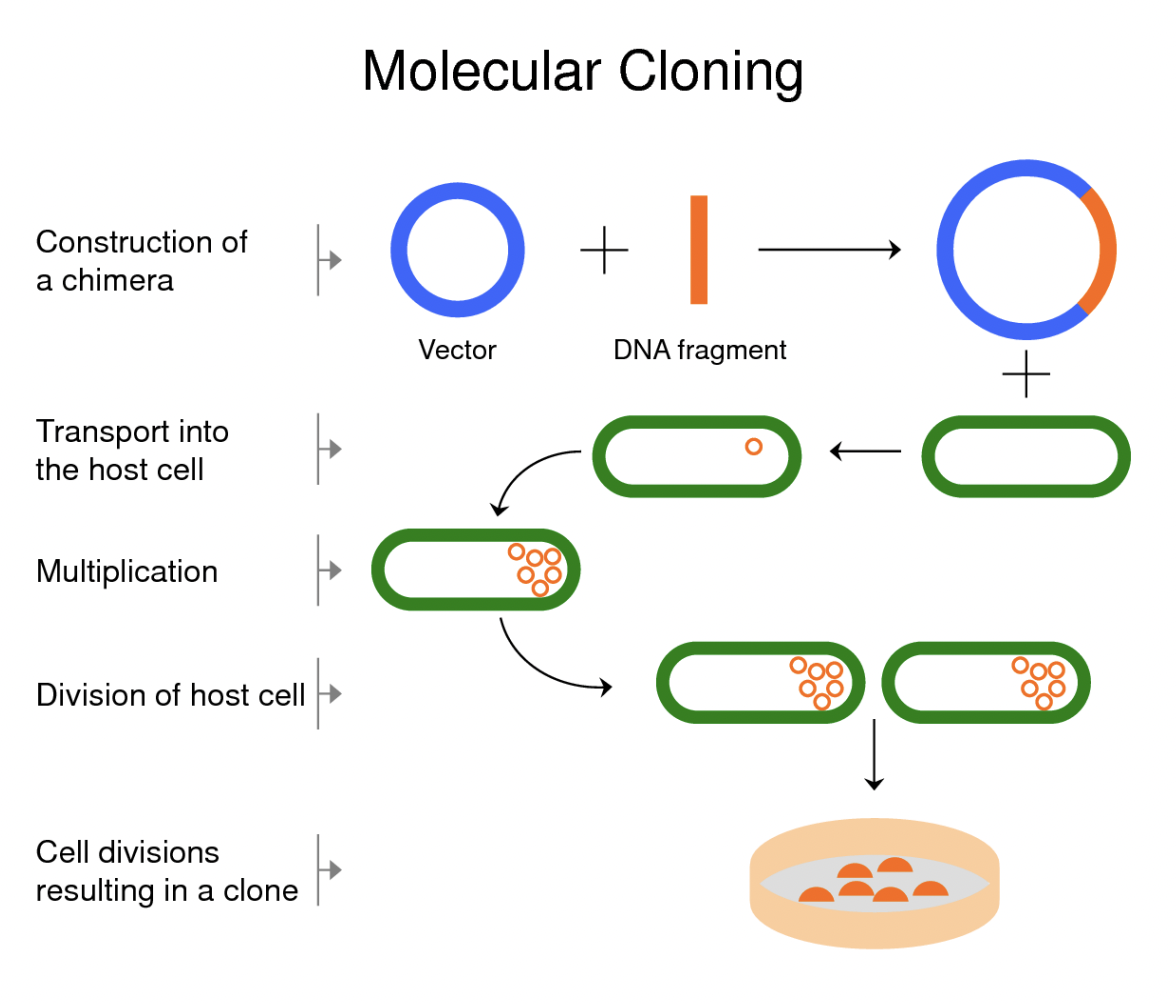 Molecular Cloning
Construction of
a chimera
Vector
DNA fragment
Transport into
the host cell
Multiplication
Division of host cell
Cell divisions
resulting in a clone